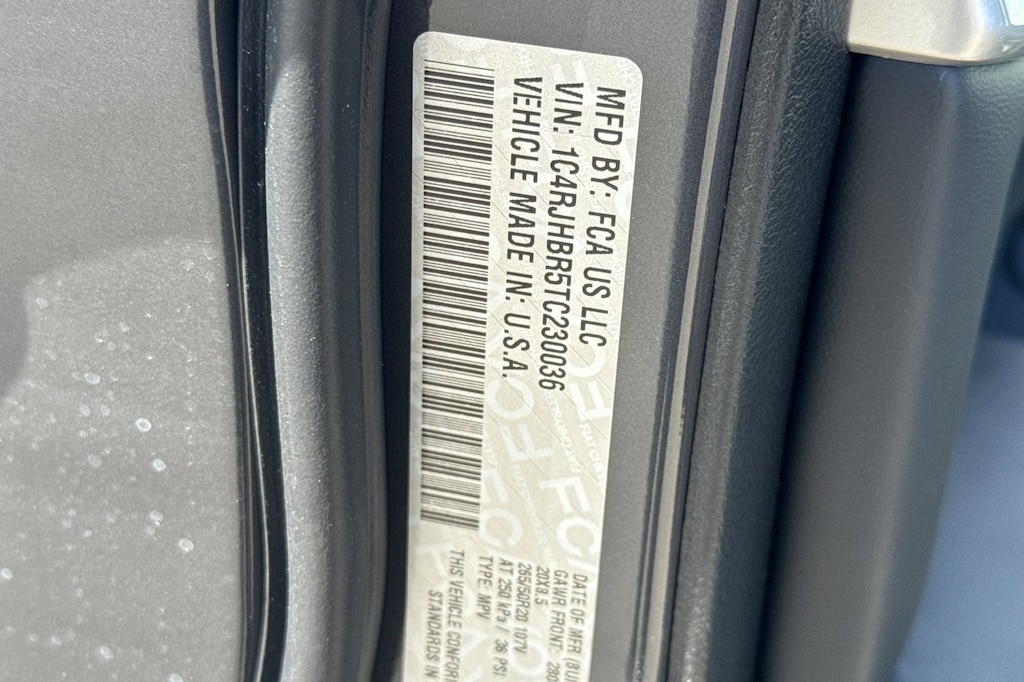 MFD BY: FCA US LLC
VIN: 1C4RJHBR5TC230036
VEHICLE MADE IN: U.S.A.
DATE OF MFR
GAWR FRONT:
20X8.5
265/50R20 107V
AT 250 kPa/ 36 PSI
TYPE: MPV
THIS VEHICLE
STANDARDS IN